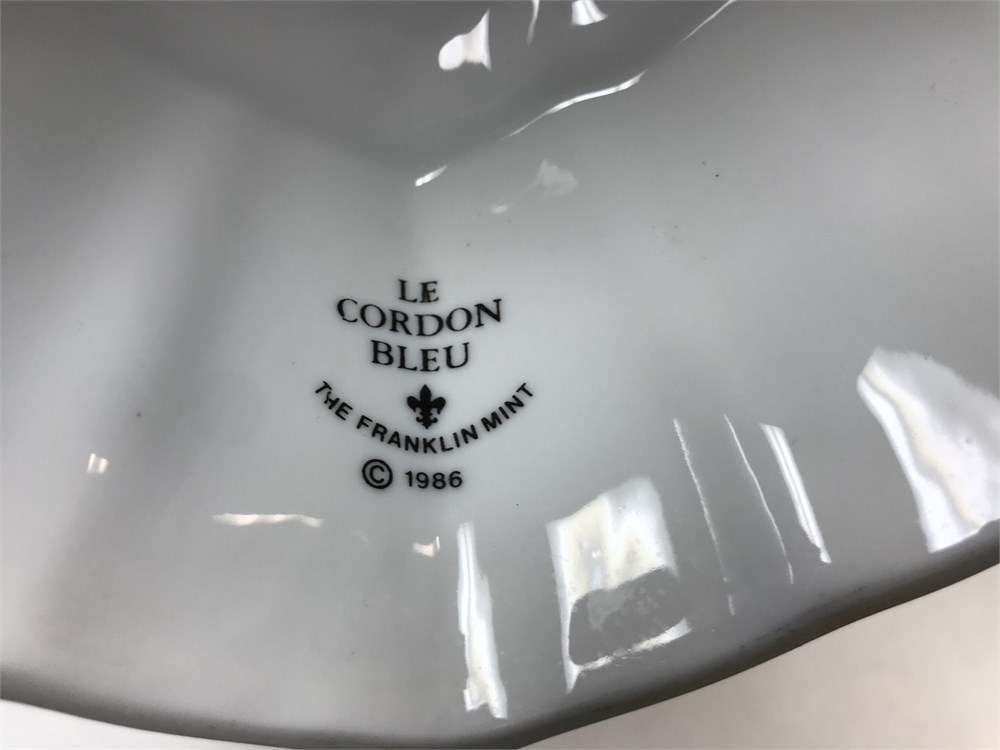 LE
CORDON
BLEU
THE FRANKLIN MINT
© 1986